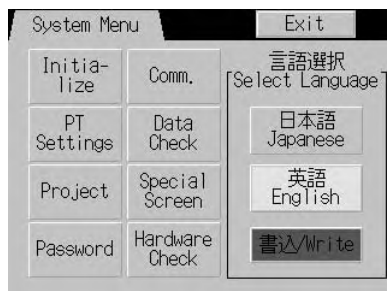 System Menu
Exit
Initia-
lize
Comm.
PT
Settings
Data
Check
Project
Special
Screen
Password
Hardware
Check
言語選択
Select Language
日本語
Japanese
英語
English
書込/Write